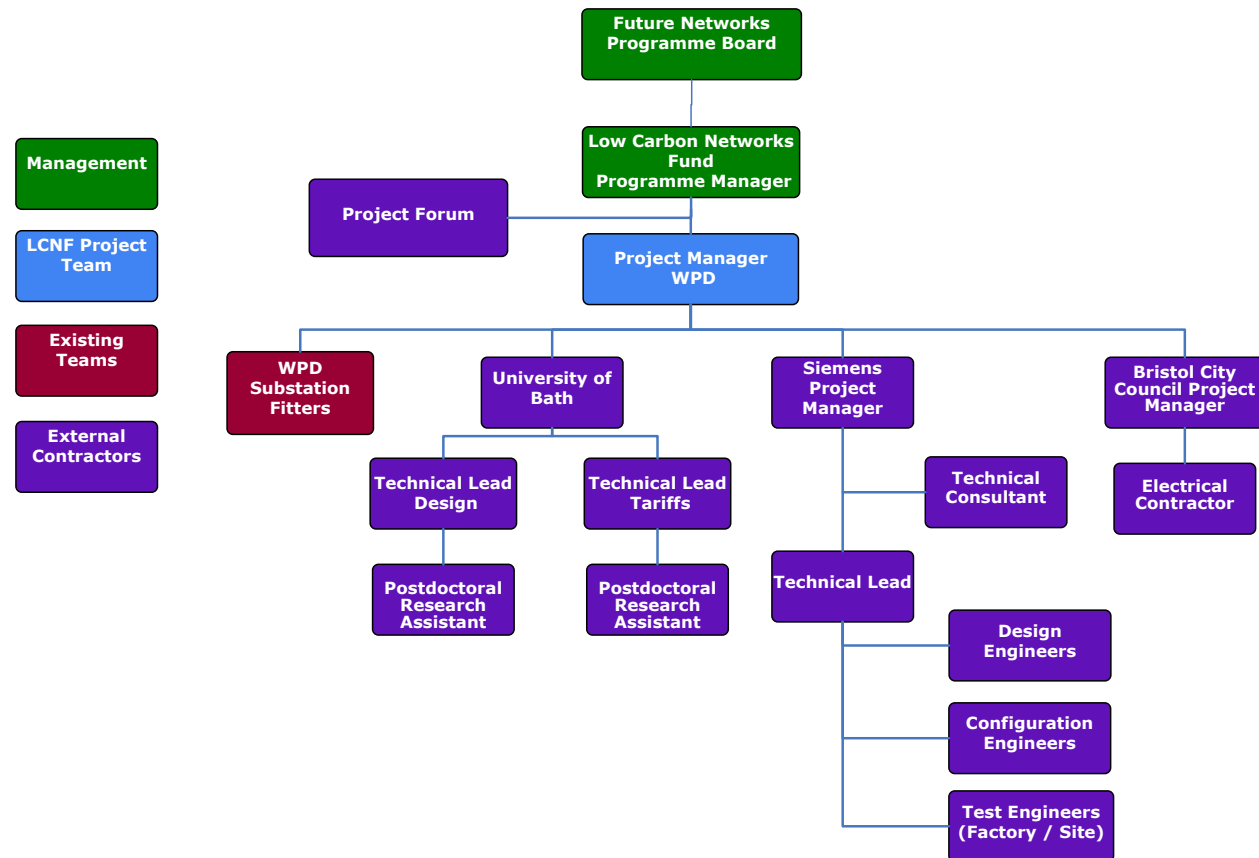 Future Networks
Programme Board
Management
Low Carbon Networks
Fund
Programme Manager
Project Forum
LCNF Project
Team
Project Manager
WPD
Existing
Teams
WPD
Substation
Fitters
University of
Bath
Siemens
Project
Manager
Bristol City
Council Project
Manager
External
Contractors
Technical Lead
Design
Technical Lead
Tariffs
Technical
Consultant
Electrical
Contractor
Postdoctoral
Research
Assistant
Postdoctoral
Research
Assistant
Technical Lead
Design
Engineers
Configuration
Engineers
Test Engineers
(Factory / Site)